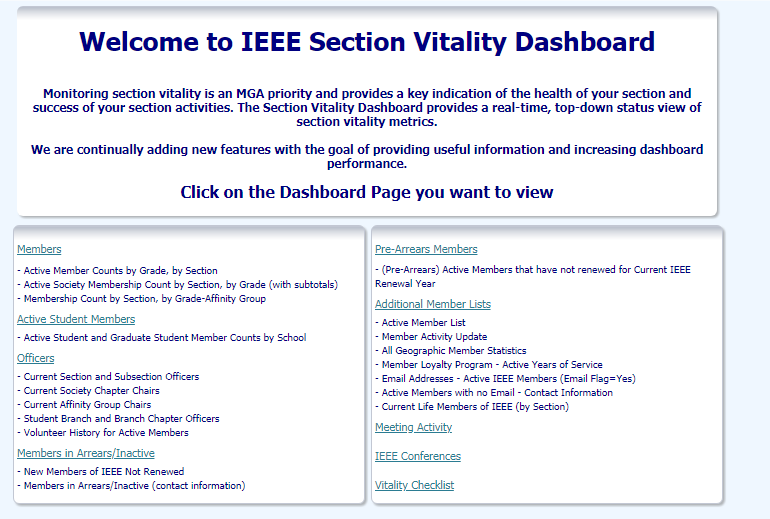 Welcome to IEEE Section Vitality Dashboard
Monitoring section vitality is an MGA priority and provides a key indication of the health of your section and
success of your section activities. The Section Vitality Dashboard provides a real-time, top-down status view of
section vitality metrics.
We are continually adding new features with the goal of providing useful information and increasing dashboard
performance.
Click on the Dashboard Page you want to view
Members
- Active Member Counts by Grade, by Section
- Active Society Membership Count by Section, by Grade (with subtotals)
- Membership Count by Section, by Grade-Affinity Group
Active Student Members
- Active Student and Graduate Student Member Counts by School
Officers
- Current Section and Subsection Officers
- Current Society Chapter Chairs
- Current Affinity Group Chairs
- Student Branch and Branch Chapter Officers
- Volunteer History for Active Members
Members in Arrears/Inactive
- New Members of IEEE Not Renewed
- Members in Arrears/Inactive (contact information)
Pre-Arrears Members
- (Pre-Arrears) Active Members that have not renewed for Current IEEE
Renewal Year
Additional Member Lists
- Active Member List
- Member Activity Update
- All Geographic Member Statistics
- Member Loyalty Program - Active Years of Service
- Email Addresses - Active IEEE Members (Email Flag=Yes)
- Active Members with no Email - Contact Information
- Current Life Members of IEEE (by Section)
Meeting Activity
IEEE Conferences
Vitality Checklist